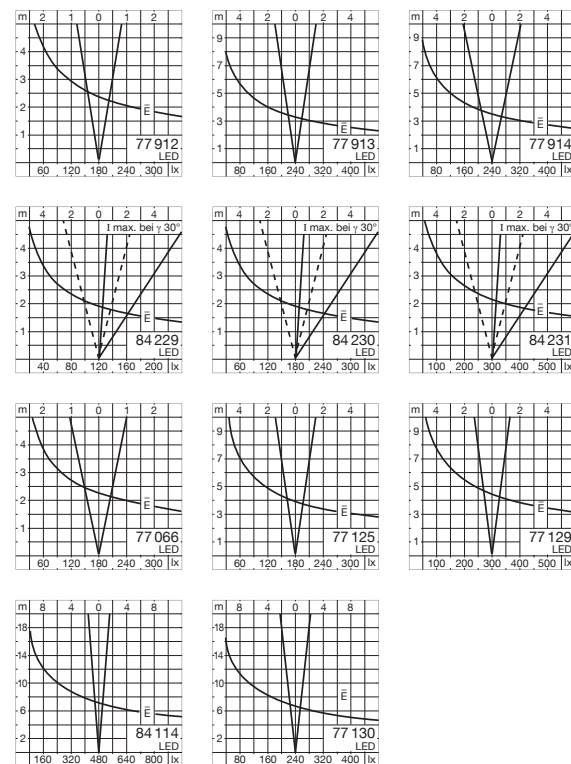 m 2 1 0 1 2
4
3
2
1
Ē
77 912
LED
60 120 180 240 300 lx
m 4 2 0 2 4
9
7
5
3
1
Ē
77 913
LED
80 160 240 320 400 lx
m 4 2 0 2 4
9
7
5
3
1
Ē
77 914
LED
80 160 240 320 400 lx
m 4 2 0 2 4
I max. bei γ 30°
4
3
2
1
Ē
84 229
LED
40 80 120 160 200 lx
m 4 2 0 2 4
I max. bei γ 30°
4
3
2
1
Ē
84 230
LED
60 120 180 240 300 lx
m 4 2 0 2 4
I max. bei γ 30°
4
3
2
1
Ē
84 231
LED
100 200 300 400 500 lx
m 2 1 0 1 2
4
3
2
1
Ē
77 066
LED
60 120 180 240 300 lx
m 4 2 0 2 4
9
7
5
3
1
Ē
77 125
LED
60 120 180 240 300 lx
m 4 2 0 2 4
9
7
5
3
1
Ē
77 129
LED
100 200 300 400 500 lx
m 8 4 0 4 8
18
14
10
6
2
Ē
84 114
LED
160 320 480 640 800 lx
m 8 4 0 4 8
18
14
10
6
2
Ē
77 130
LED
80 160 240 320 400 lx